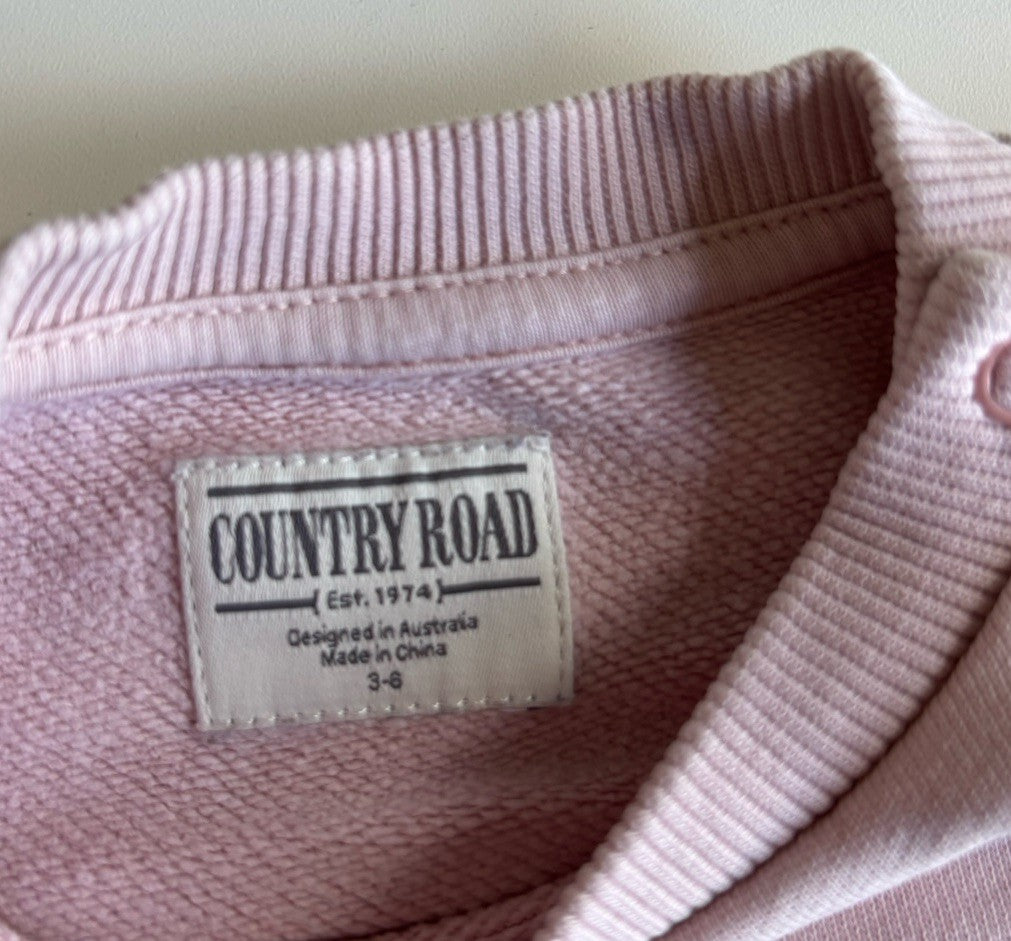 COUNTRY ROAD
Est. 1974
Designed in Australia
Made in China
3-6